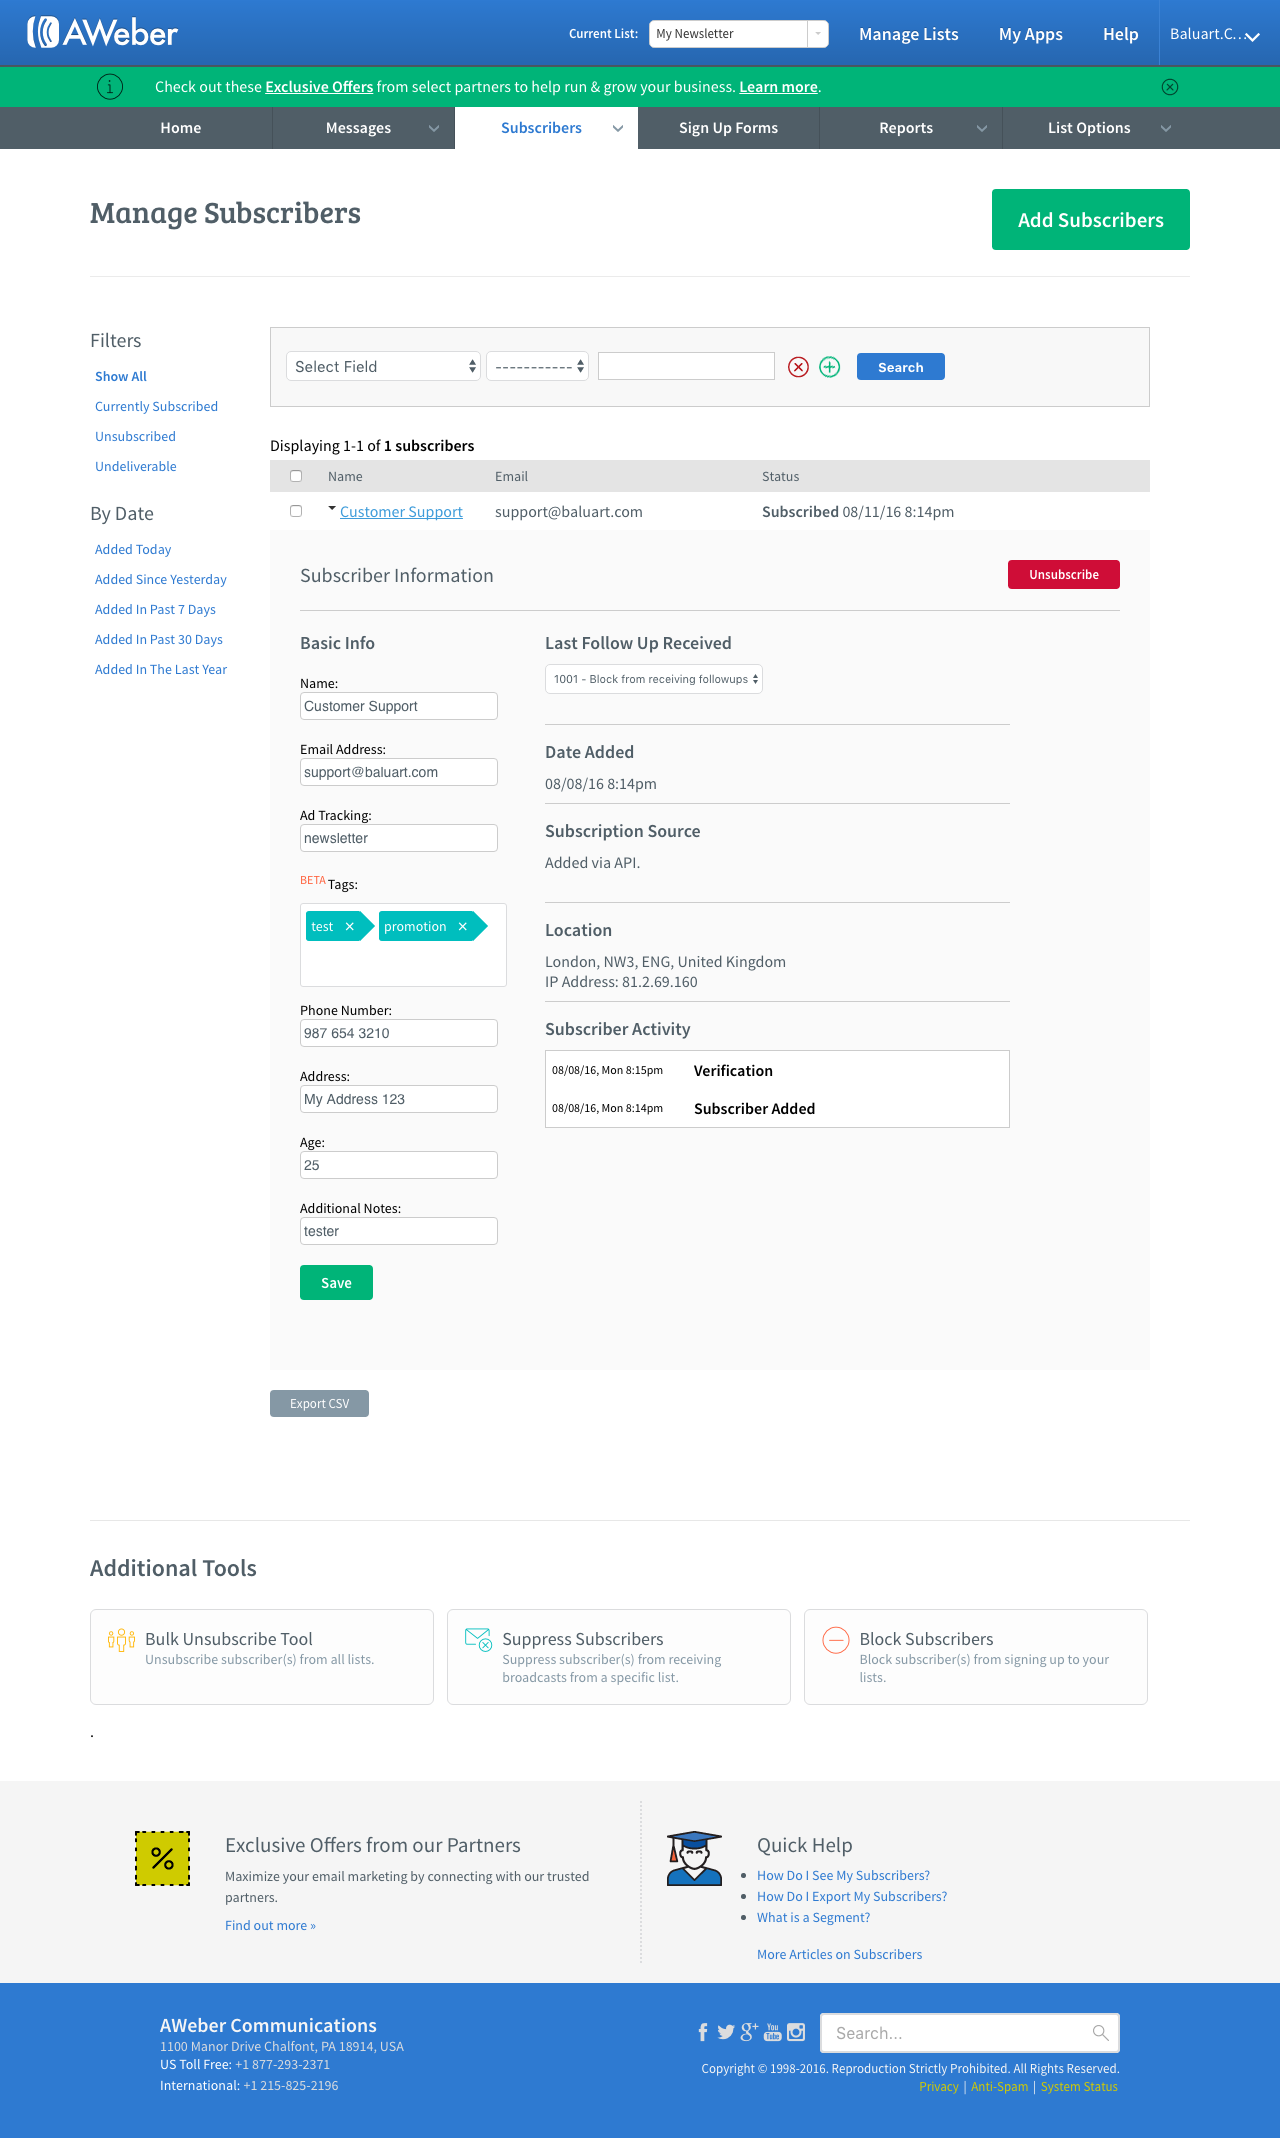 AWeber
Current List: My Newsletter Manage Lists My Apps Help Baluart.C...
Check out these Exclusive Offers from select partners to help run & grow your business. Learn more.
Home Messages Subscribers Sign Up Forms Reports List Options
Manage Subscribers
Add Subscribers
Filters
Show All
Currently Subscribed
Unsubscribed
Undeliverable
By Date
Added Today
Added Since Yesterday
Added In Past 7 Days
Added In Past 30 Days
Added In The Last Year
Select Field ----------- Search
Displaying 1-1 of 1 subscribers
Name Email Status
Customer Support support@baluart.com Subscribed 08/11/16 8:14pm
Subscriber Information
Unsubscribe
Basic Info
Name:
Customer Support
Email Address:
support@baluart.com
Ad Tracking:
newsletter
BETA Tags:
test × promotion ×
Phone Number:
987 654 3210
Address:
My Address 123
Age:
25
Additional Notes:
tester
Save
Last Follow Up Received
1001 - Block from receiving followups
Date Added
08/08/16 8:14pm
Subscription Source
Added via API.
Location
London, NW3, ENG, United Kingdom
IP Address: 81.2.69.160
Subscriber Activity
08/08/16, Mon 8:15pm Verification
08/08/16, Mon 8:14pm Subscriber Added
Export CSV
Additional Tools
Bulk Unsubscribe Tool
Unsubscribe subscriber(s) from all lists.
Suppress Subscribers
Suppress subscriber(s) from receiving
broadcasts from a specific list.
Block Subscribers
Block subscriber(s) from signing up to your
lists.
.
%
Exclusive Offers from our Partners
Maximize your email marketing by connecting with our trusted
partners.
Find out more »
Quick Help
• How Do I See My Subscribers?
• How Do I Export My Subscribers?
• What is a Segment?
More Articles on Subscribers
AWeber Communications
1100 Manor Drive Chalfont, PA 18914, USA
US Toll Free: +1 877-293-2371
International: +1 215-825-2196
You Tube
Search...
Copyright © 1998-2016. Reproduction Strictly Prohibited. All Rights Reserved.
Privacy | Anti-Spam | System Status